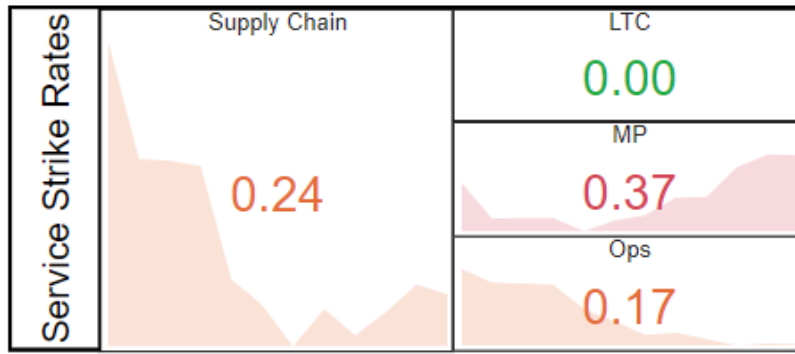 Service Strike Rates
Supply Chain
0.24
LTC
0.00
MP
0.37
Ops
0.17